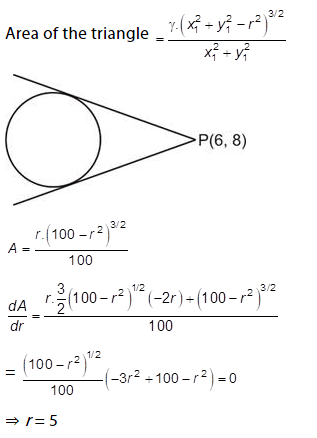 Area of the triangle = γ.(x₁² + y₁² – r²)^3/2 / x₁² + y₁²
P(6, 8)
A = r.(100 – r²)^3/2 / 100
dA/dr = r.3/2(100 – r²)^1/2 (–2r) + (100 – r²)^3/2 / 100
= (100 – r²)^1/2 / 100 (–3r² + 100 – r²) = 0
⇒ r = 5